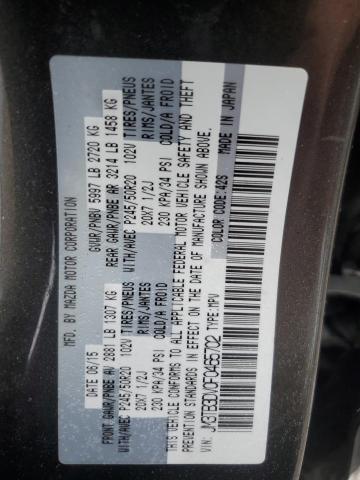 MFD. BY MAZDA MOTOR CORPORATION
DATE 06/15 GVWR/PNBV 5997 LB 2720 KG
FRONT GAWR/PNBE AV 2881 LB 1307 KG REAR GAWR/PNBE AR 3214 LB 1458 KG
WITH/AVEC P245/50R20 102V TIRES/PNEUS WITH/AVEC P245/50R20 102V TIRES/PNEUS
20X7 1/2J RIMS/JANTES 20X7 1/2J RIMS/JANTES
230 KPA/34 PSI COLD/A FROID 230 KPA/34 PSI COLD/A FROID
THIS VEHICLE CONFORMS TO ALL APPLICABLE FEDERAL MOTOR VEHICLE SAFETY AND THEFT
PREVENTION STANDARDS IN EFFECT ON THE DATE OF MANUFACTURE SHOWN ABOVE.
MADE IN JAPAN
COLOR CODE:42S
VIN: JM3TB3DV0F0465702 TYPE:MPV